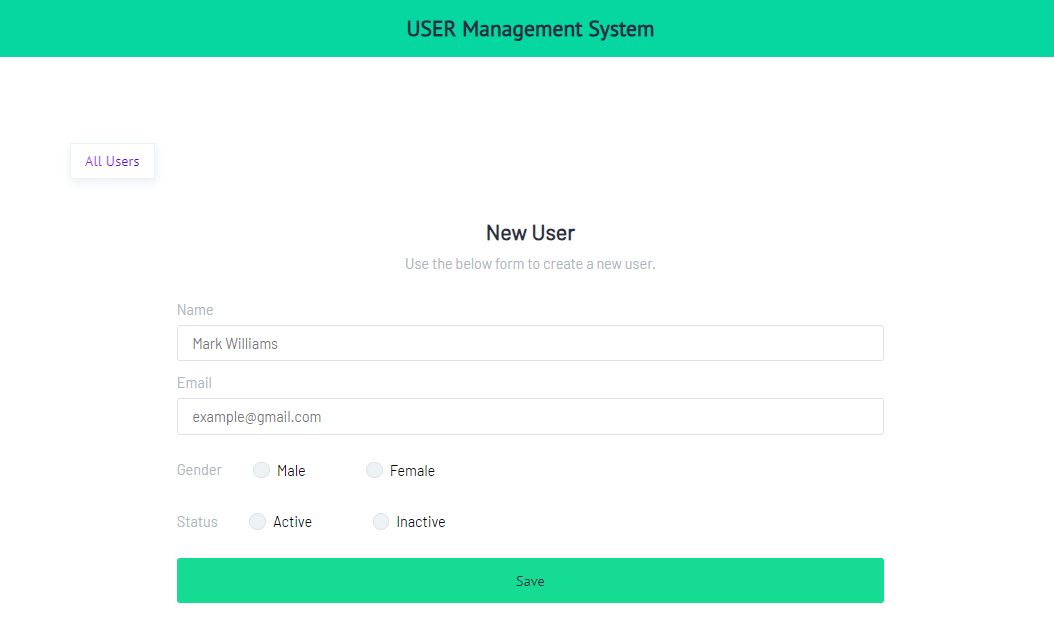 USER Management System
All Users
New User
Use the below form to create a new user.
Name
Mark Williams
Email
example@gmail.com
Gender Male Female
Status Active Inactive
Save